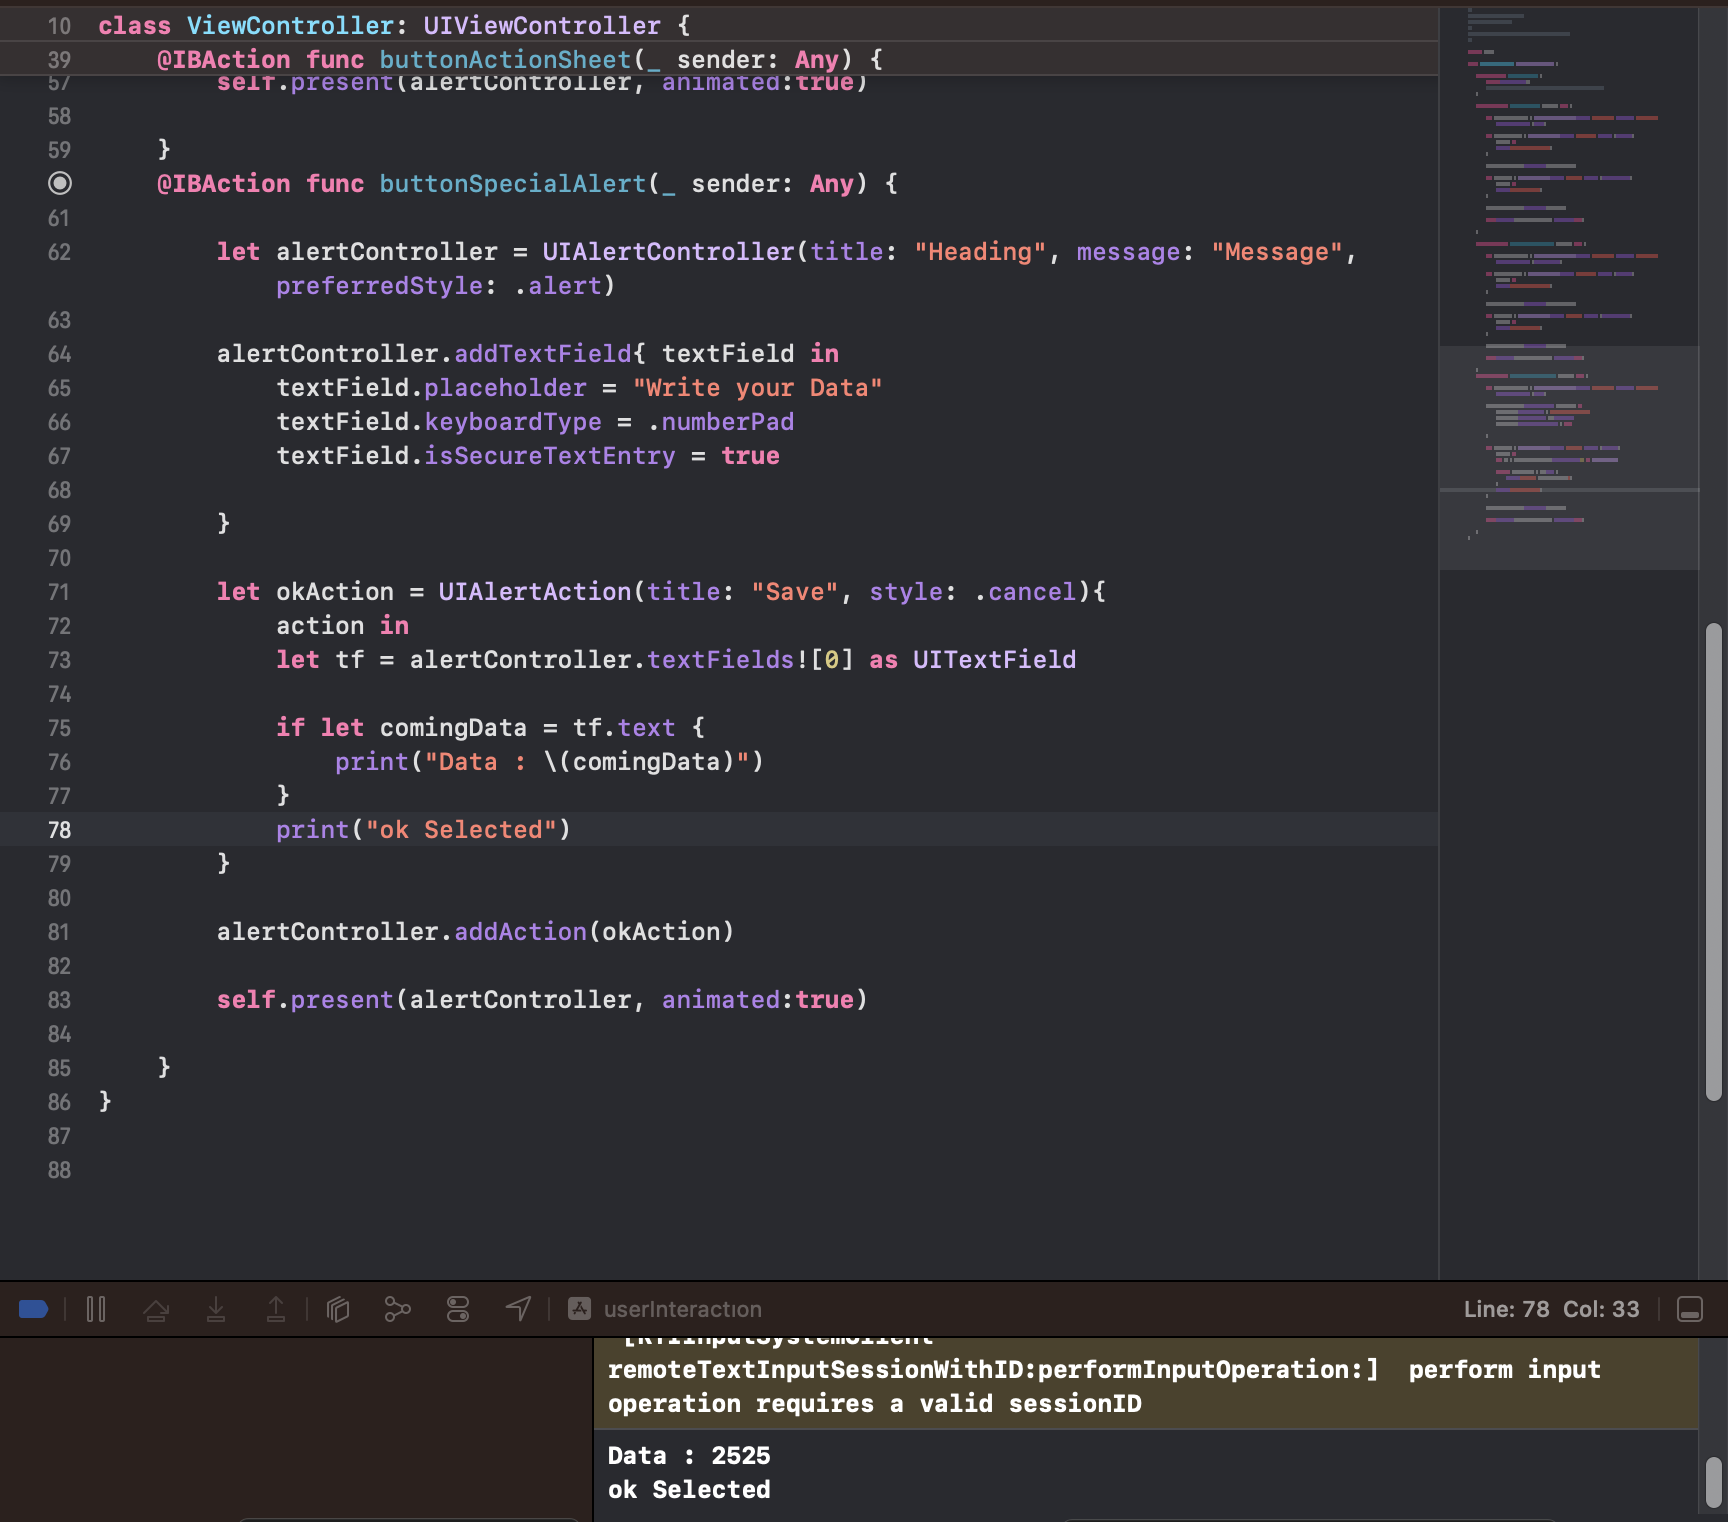 10 class ViewController: UIViewController {
39 @IBAction func buttonActionSheet(_ sender: Any) {
57 self.present(alertController, animated:true)
58
59 }
@IBAction func buttonSpecialAlert(_ sender: Any) {
61
62 let alertController = UIAlertController(title: "Heading", message: "Message",
preferredStyle: .alert)
63
64 alertController.addTextField{ textField in
65 textField.placeholder = "Write your Data"
66 textField.keyboardType = .numberPad
67 textField.isSecureTextEntry = true
68
69 }
70
71 let okAction = UIAlertAction(title: "Save", style: .cancel){
72 action in
73 let tf = alertController.textFields![0] as UITextField
74
75 if let comingData = tf.text {
76 print("Data : \(comingData)")
77 }
78 print("ok Selected")
79 }
80
81 alertController.addAction(okAction)
82
83 self.present(alertController, animated:true)
84
85 }
86 }
87
88
userInteraction
Line: 78 Col: 33
[RTIInputSystemClient
remoteTextInputSessionWithID:performInputOperation:] perform input
operation requires a valid sessionID
Data : 2525
ok Selected